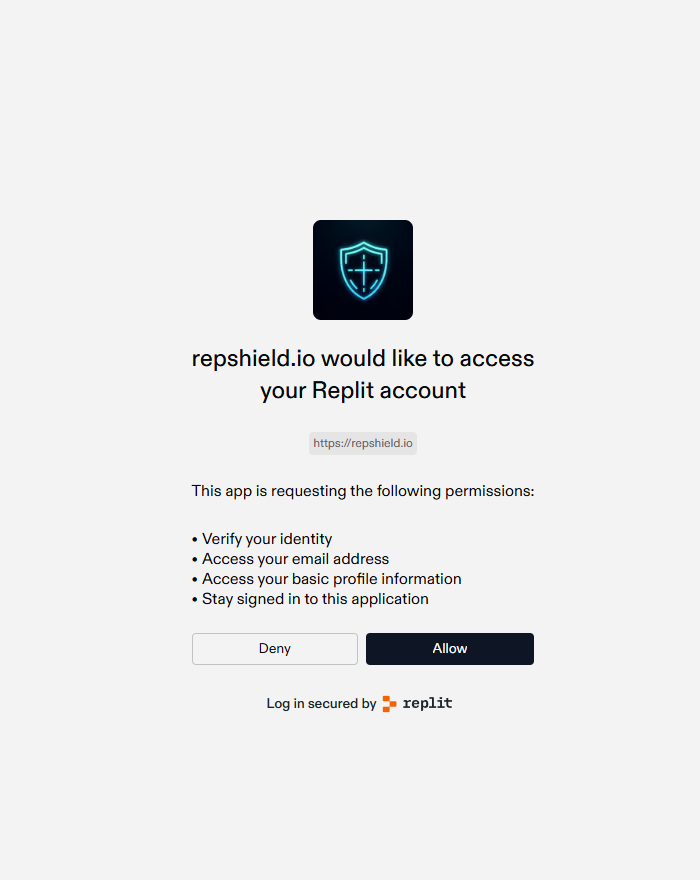 repshield.io would like to access
your Replit account
https://repshield.io
This app is requesting the following permissions:
• Verify your identity
• Access your email address
• Access your basic profile information
• Stay signed in to this application
Deny
Allow
Log in secured by replit